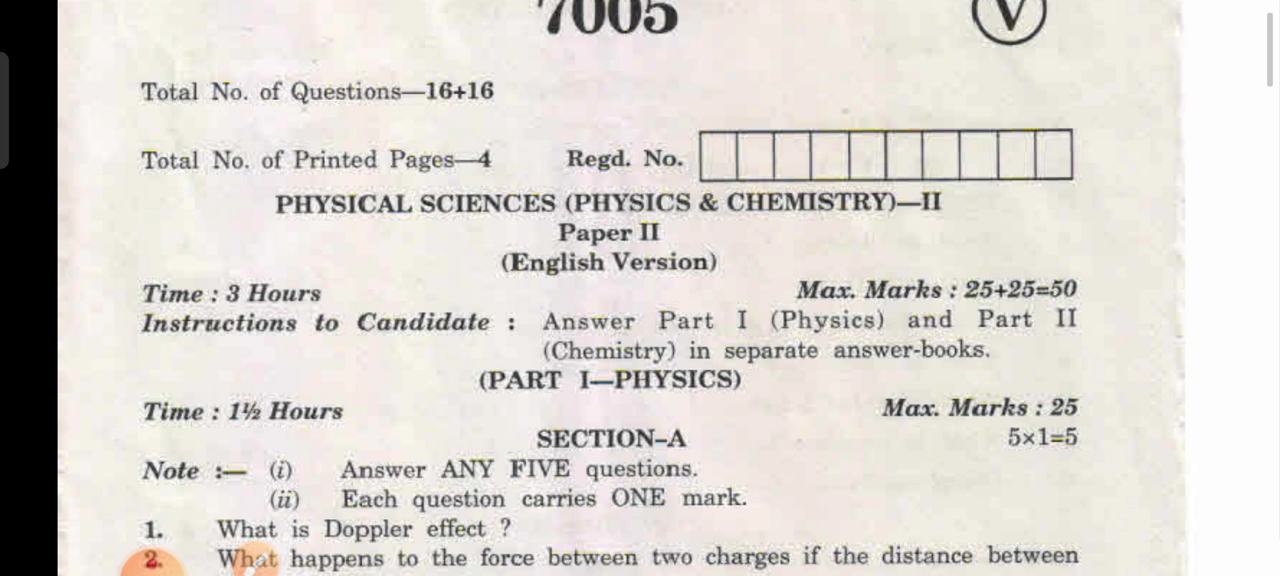 7005
V
Total No. of Questions—16+16
Total No. of Printed Pages—4 Regd. No.
PHYSICAL SCIENCES (PHYSICS & CHEMISTRY)—II
Paper II
(English Version)
Time : 3 Hours Max. Marks : 25+25=50
Instructions to Candidate : Answer Part I (Physics) and Part II
(Chemistry) in separate answer-books.
(PART I—PHYSICS)
Time : 1½ Hours Max. Marks : 25
SECTION–A 5×1=5
Note :— (i) Answer ANY FIVE questions.
(ii) Each question carries ONE mark.
1. What is Doppler effect ?
2. What happens to the force between two charges if the distance between